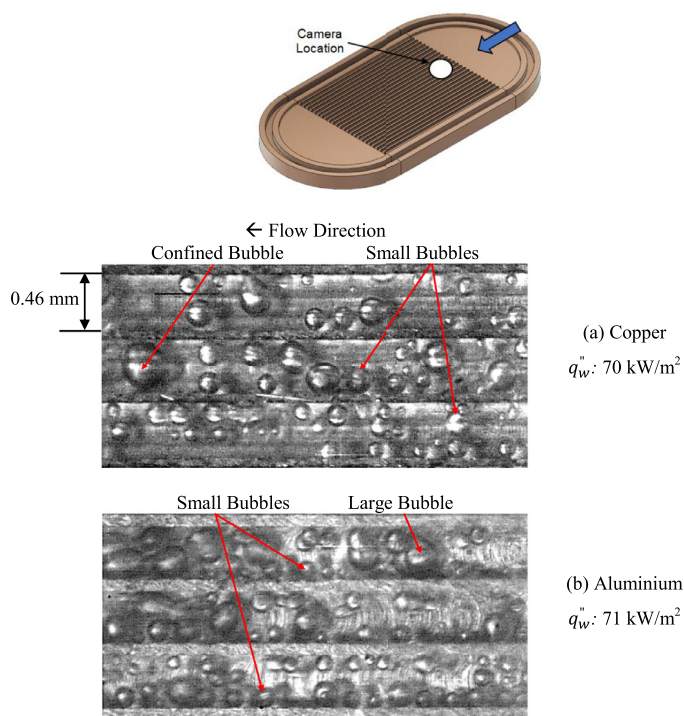 Camera
Location
← Flow Direction
Confined Bubble
Small Bubbles
0.46 mm
(a) Copper
q"w: 70 kW/m²
Small Bubbles
Large Bubble
(b) Aluminium
q"w: 71 kW/m²